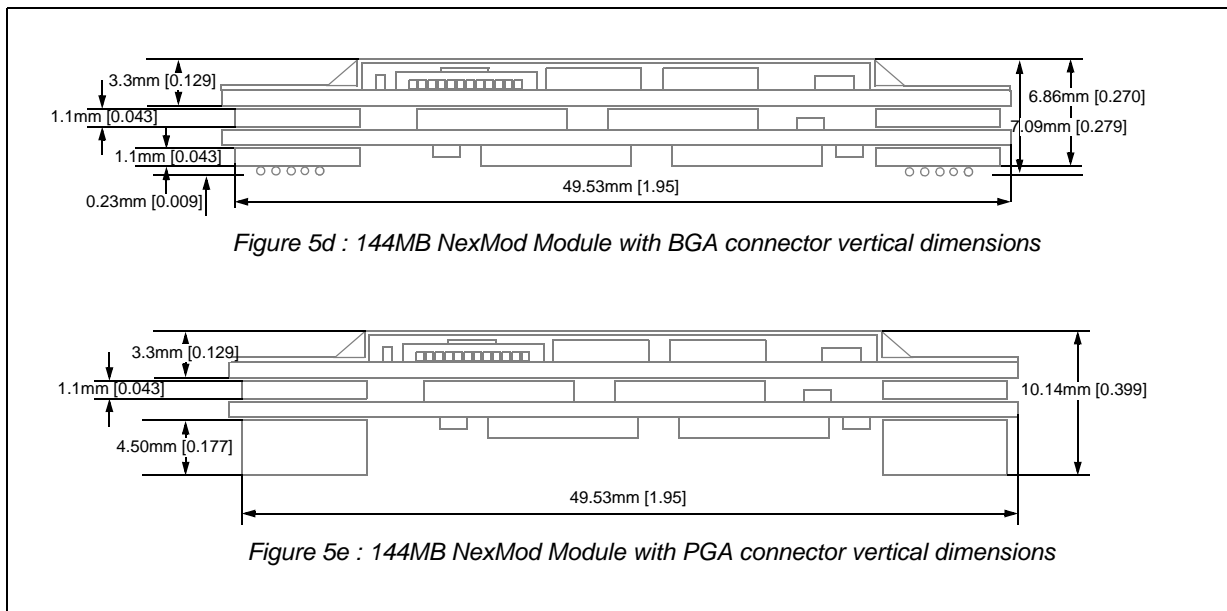 3.3mm [0.129]
1.1mm [0.043]
1.1mm [0.043]
0.23mm [0.009]
6.86mm [0.270]
7.09mm [0.279]
49.53mm [1.95]
Figure 5d : 144MB NexMod Module with BGA connector vertical dimensions
3.3mm [0.129]
1.1mm [0.043]
4.50mm [0.177]
10.14mm [0.399]
49.53mm [1.95]
Figure 5e : 144MB NexMod Module with PGA connector vertical dimensions